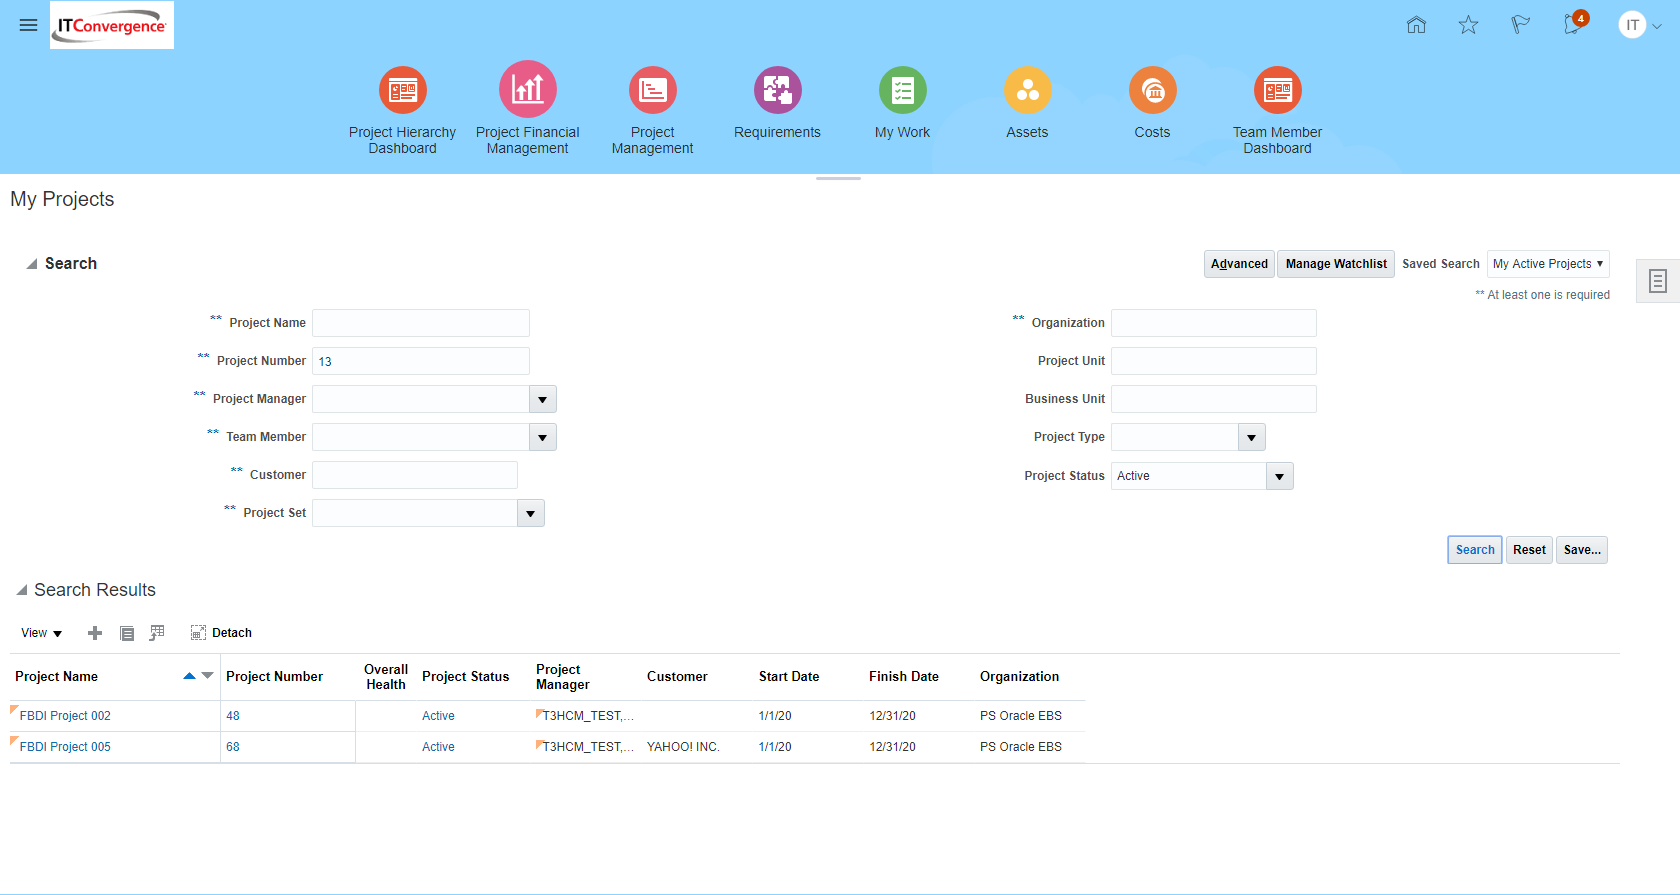 ITConvergence
4
IT
Project Hierarchy Dashboard
Project Financial Management
Project Management
Requirements
My Work
Assets
Costs
Team Member Dashboard
My Projects
Search
Advanced
Manage Watchlist
Saved Search
My Active Projects
** At least one is required
** Project Name
** Project Number 13
** Project Manager
** Team Member
** Customer
** Project Set
** Organization
Project Unit
Business Unit
Project Type
Project Status Active
Search Reset Save...
Search Results
View
Detach
Project Name Project Number Overall Health Project Status Project Manager Customer Start Date Finish Date Organization
FBDI Project 002 48 Active T3HCM_TEST,... 1/1/20 12/31/20 PS Oracle EBS
FBDI Project 005 68 Active T3HCM_TEST,... YAHOO! INC. 1/1/20 12/31/20 PS Oracle EBS